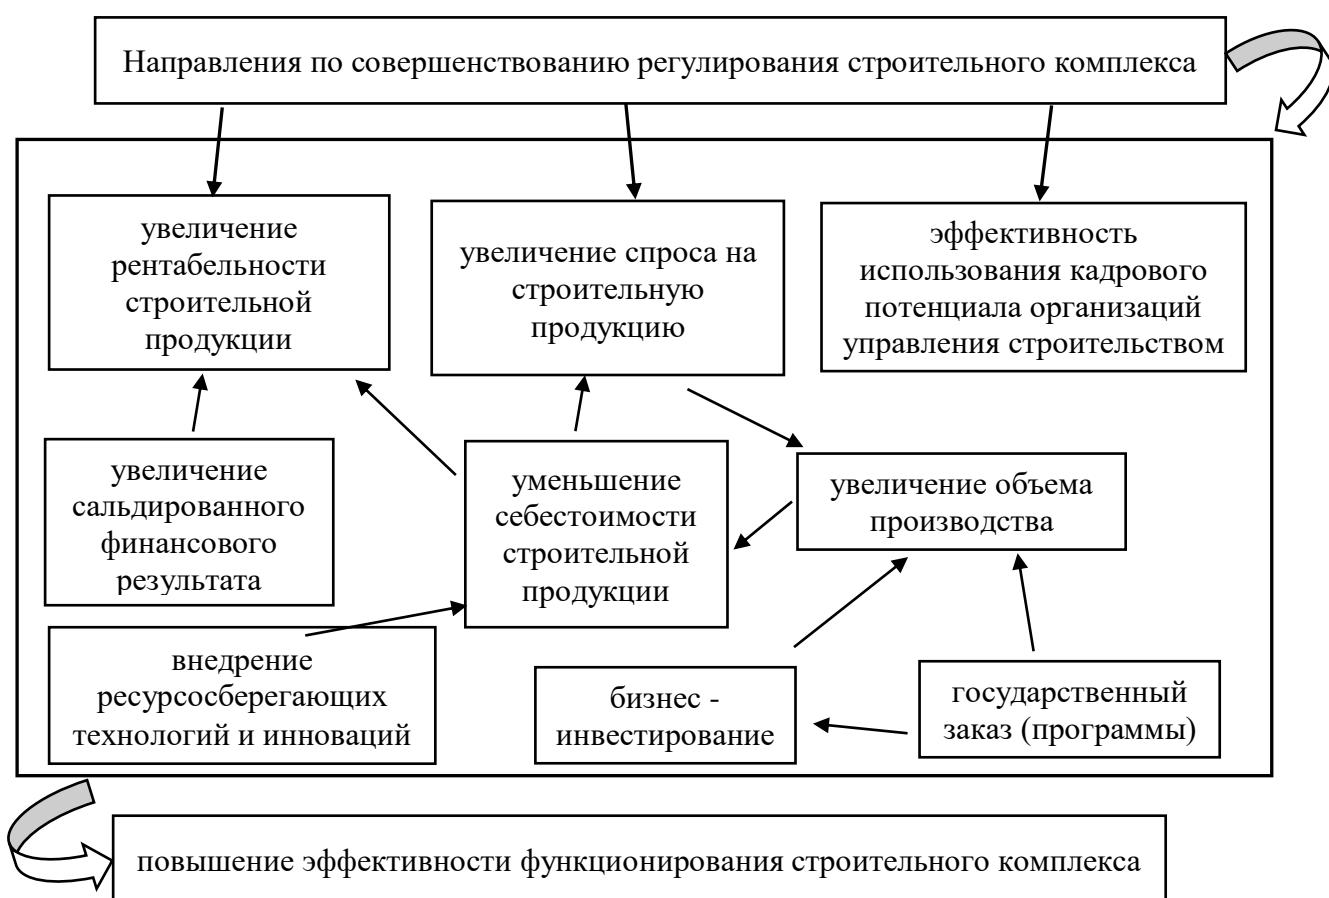 Направления по совершенствованию регулирования строительного комплекса
увеличение
рентабельности
строительной
продукции
увеличение спроса на
строительную
продукцию
эффективность
использования кадрового
потенциала организаций
управления строительством
увеличение
сальдированного
финансового
результата
уменьшение
себестоимости
строительной
продукции
увеличение объема
производства
внедрение
ресурсосберегающих
технологий и инноваций
бизнес -
инвестирование
государственный
заказ (программы)
повышение эффективности функционирования строительного комплекса